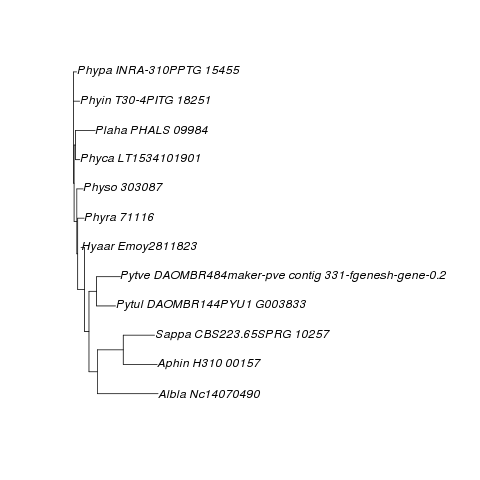 Phypa INRA-310PPTG 15455
Phyin T30-4PITG 18251
Plaha PHALS 09984
Phyca LT1534101901
Physo 303087
Phyra 71116
Hyaar Emoy2811823
Pytve DAOMBR484maker-pve contig 331-fgenesh-gene-0.2
Pytul DAOMBR144PYU1 G003833
Sappa CBS223.65SPRG 10257
Aphin H310 00157
Albla Nc14070490